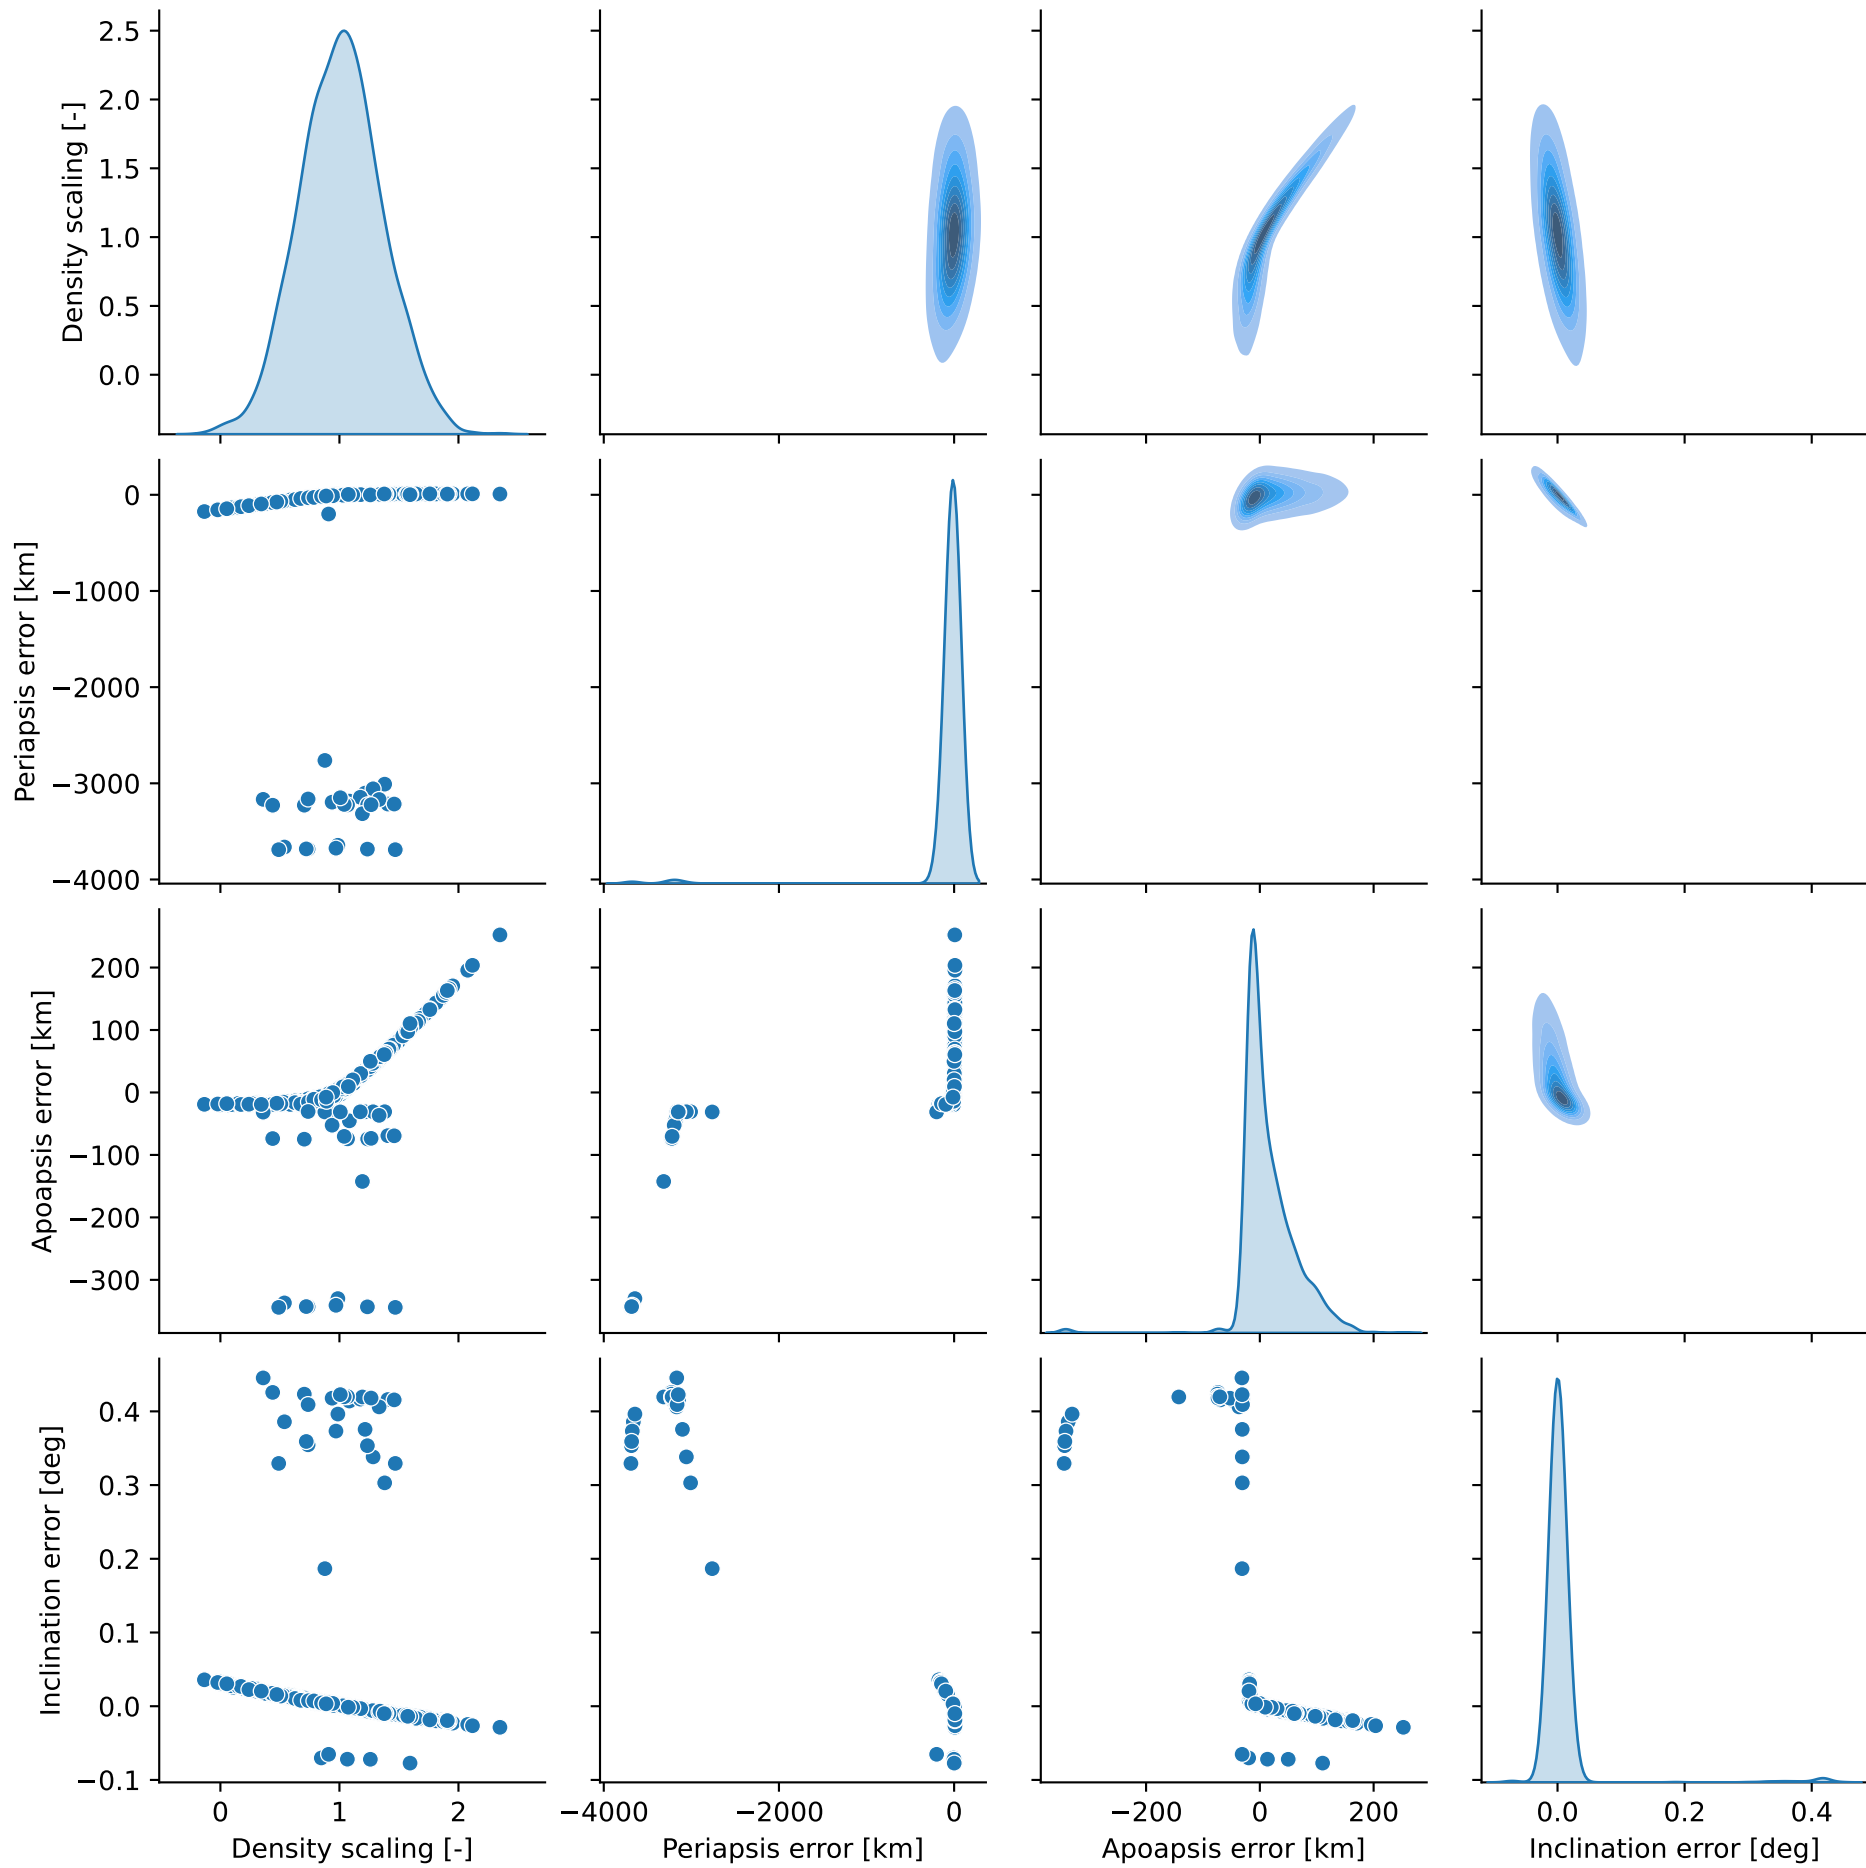 2.5
2.0
1.5
1.0
0.5
0.0
Density scaling [-]
0
−1000
−2000
−3000
−4000
Periapsis error [km]
200
100
0
−100
−200
−300
Apoapsis error [km]
0.4
0.3
0.2
0.1
0.0
−0.1
Inclination error [deg]
0 1 2
Density scaling [-]
−4000 −2000 0
Periapsis error [km]
−200 0 200
Apoapsis error [km]
0.0 0.2 0.4
Inclination error [deg]